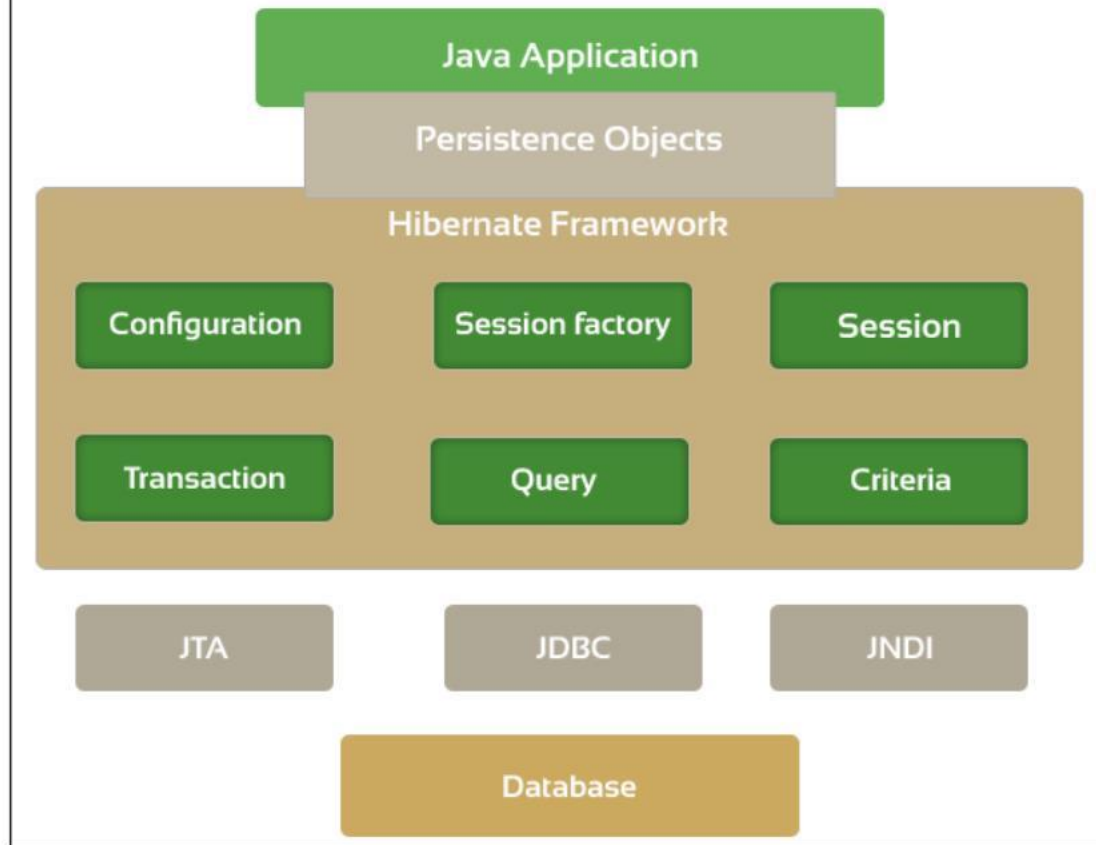 Java Application
Persistence Objects
Hibernate Framework
Configuration
Session factory
Session
Transaction
Query
Criteria
JTA
JDBC
JNDI
Database